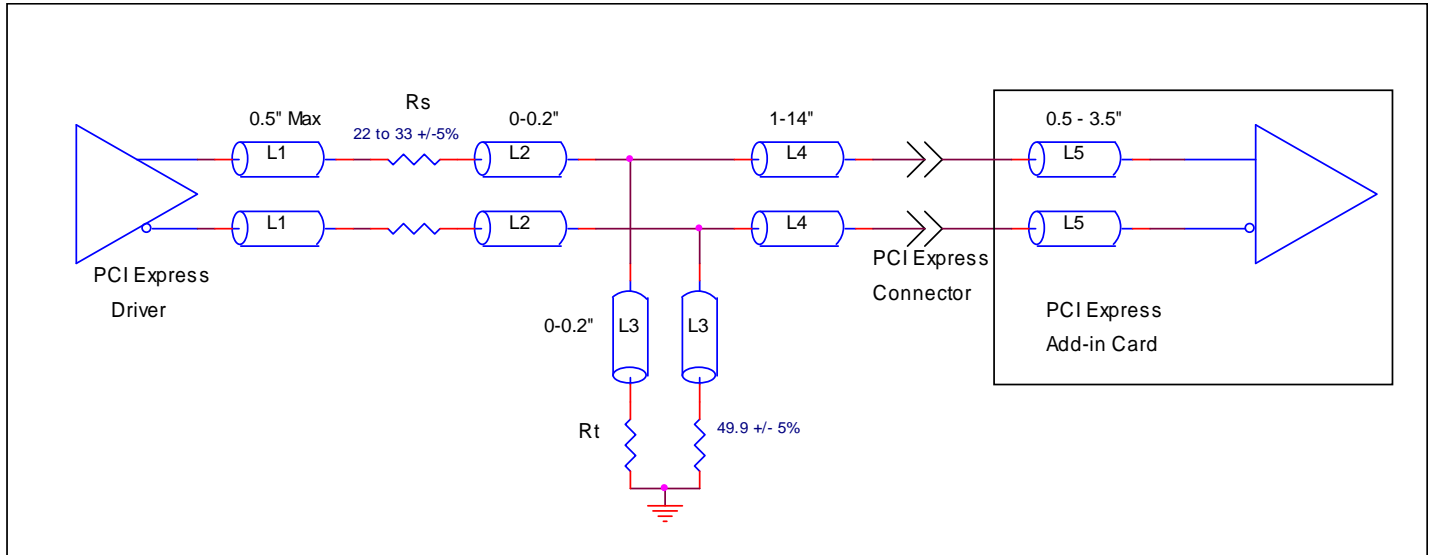 Rs
0.5" Max
22 to 33 +/-5%
0-0.2"
1-14"
0.5 - 3.5"
L1
L2
L4
L5
L1
L2
L4
L5
PCI Express
Driver
PCI Express
Connector
0-0.2"
L3
L3
PCI Express
Add-in Card
Rt
49.9 +/- 5%